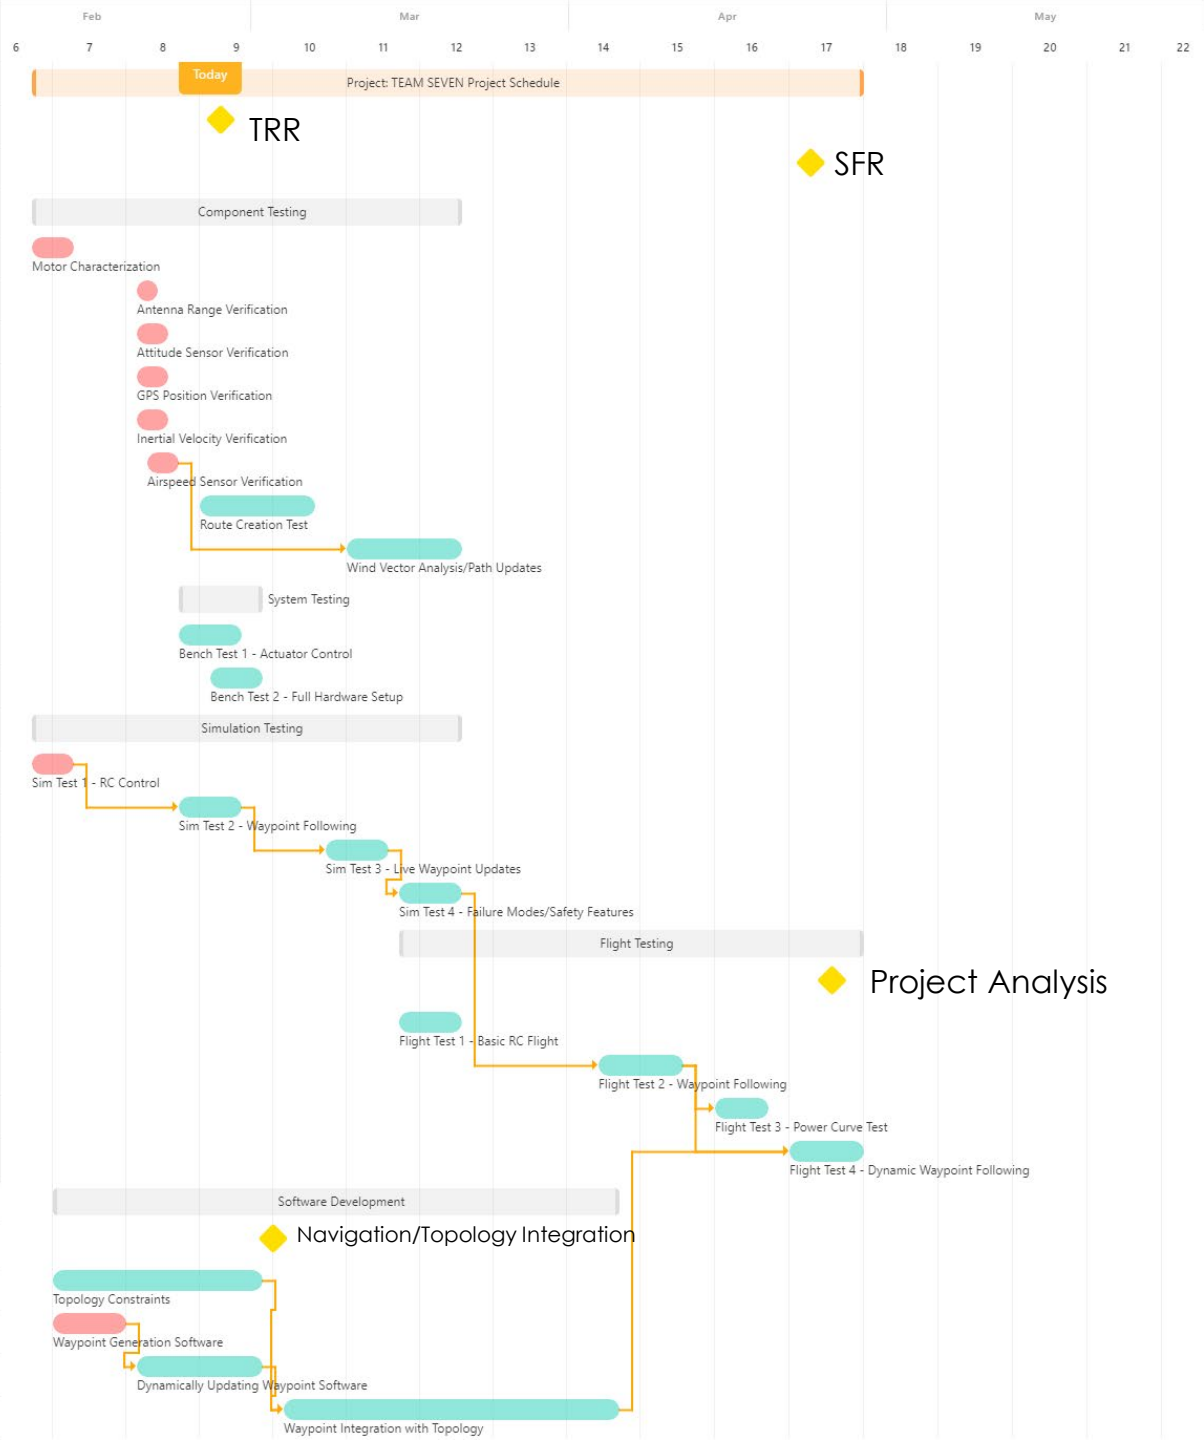 Feb Mar Apr May
6 7 8 9 10 11 12 13 14 15 16 17 18 19 20 21 22
Today
Project: TEAM SEVEN Project Schedule
TRR
SFR
Component Testing
Motor Characterization
Antenna Range Verification
Attitude Sensor Verification
GPS Position Verification
Inertial Velocity Verification
Airspeed Sensor Verification
Route Creation Test
Wind Vector Analysis/Path Updates
System Testing
Bench Test 1 - Actuator Control
Bench Test 2 - Full Hardware Setup
Simulation Testing
Sim Test 1 - RC Control
Sim Test 2 - Waypoint Following
Sim Test 3 - Live Waypoint Updates
Sim Test 4 - Failure Modes/Safety Features
Flight Testing
Project Analysis
Flight Test 1 - Basic RC Flight
Flight Test 2 - Waypoint Following
Flight Test 3 - Power Curve Test
Flight Test 4 - Dynamic Waypoint Following
Software Development
Navigation/Topology Integration
Topology Constraints
Waypoint Generation Software
Dynamically Updating Waypoint Software
Waypoint Integration with Topology